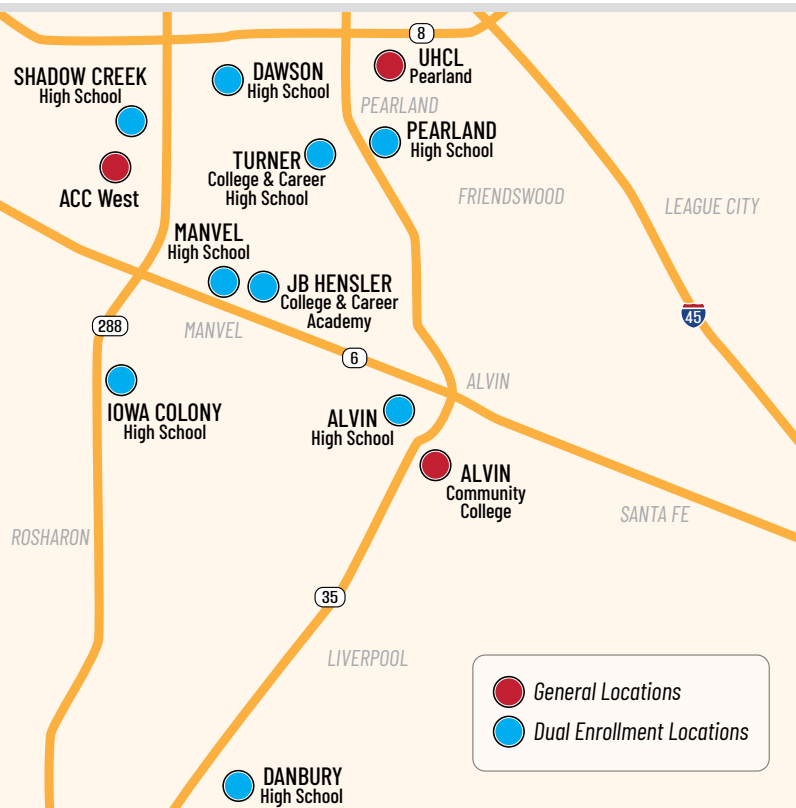 8
UHCL
Pearland
SHADOW CREEK
High School
DAWSON
High School
PEARLAND
PEARLAND
High School
TURNER
College & Career
High School
ACC West
FRIENDSWOOD
LEAGUE CITY
MANVEL
High School
JB HENSLER
College & Career
Academy
288
MANVEL
45
6
ALVIN
IOWA COLONY
High School
ALVIN
High School
ALVIN
Community
College
SANTA FE
ROSHARON
35
LIVERPOOL
General Locations
Dual Enrollment Locations
DANBURY
High School